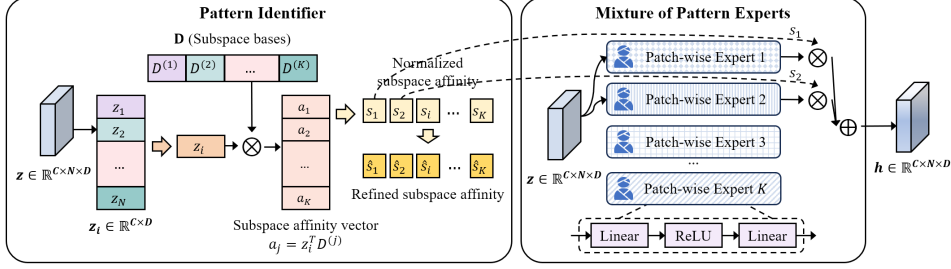 Pattern Identifier
D (Subspace bases)
D^(1) D^(2) ... D^(K)
Normalized
subspace affinity
z_1
z_2
...
z_N
z_i
a_1
a_2
...
a_K
s_1 s_2 s_i ... s_K
ŝ_1 ŝ_2 ŝ_i ... ŝ_K
Refined subspace affinity
z ∈ ℝ^{C×N×D}
z_i ∈ ℝ^{C×D}
Subspace affinity vector
a_j = z_i^T D^(j)
Mixture of Pattern Experts
s_1
Patch-wise Expert 1
s_2
Patch-wise Expert 2
Patch-wise Expert 3
...
Patch-wise Expert K
z ∈ ℝ^{C×N×D}
h ∈ ℝ^{C×N×D}
Linear ReLU Linear